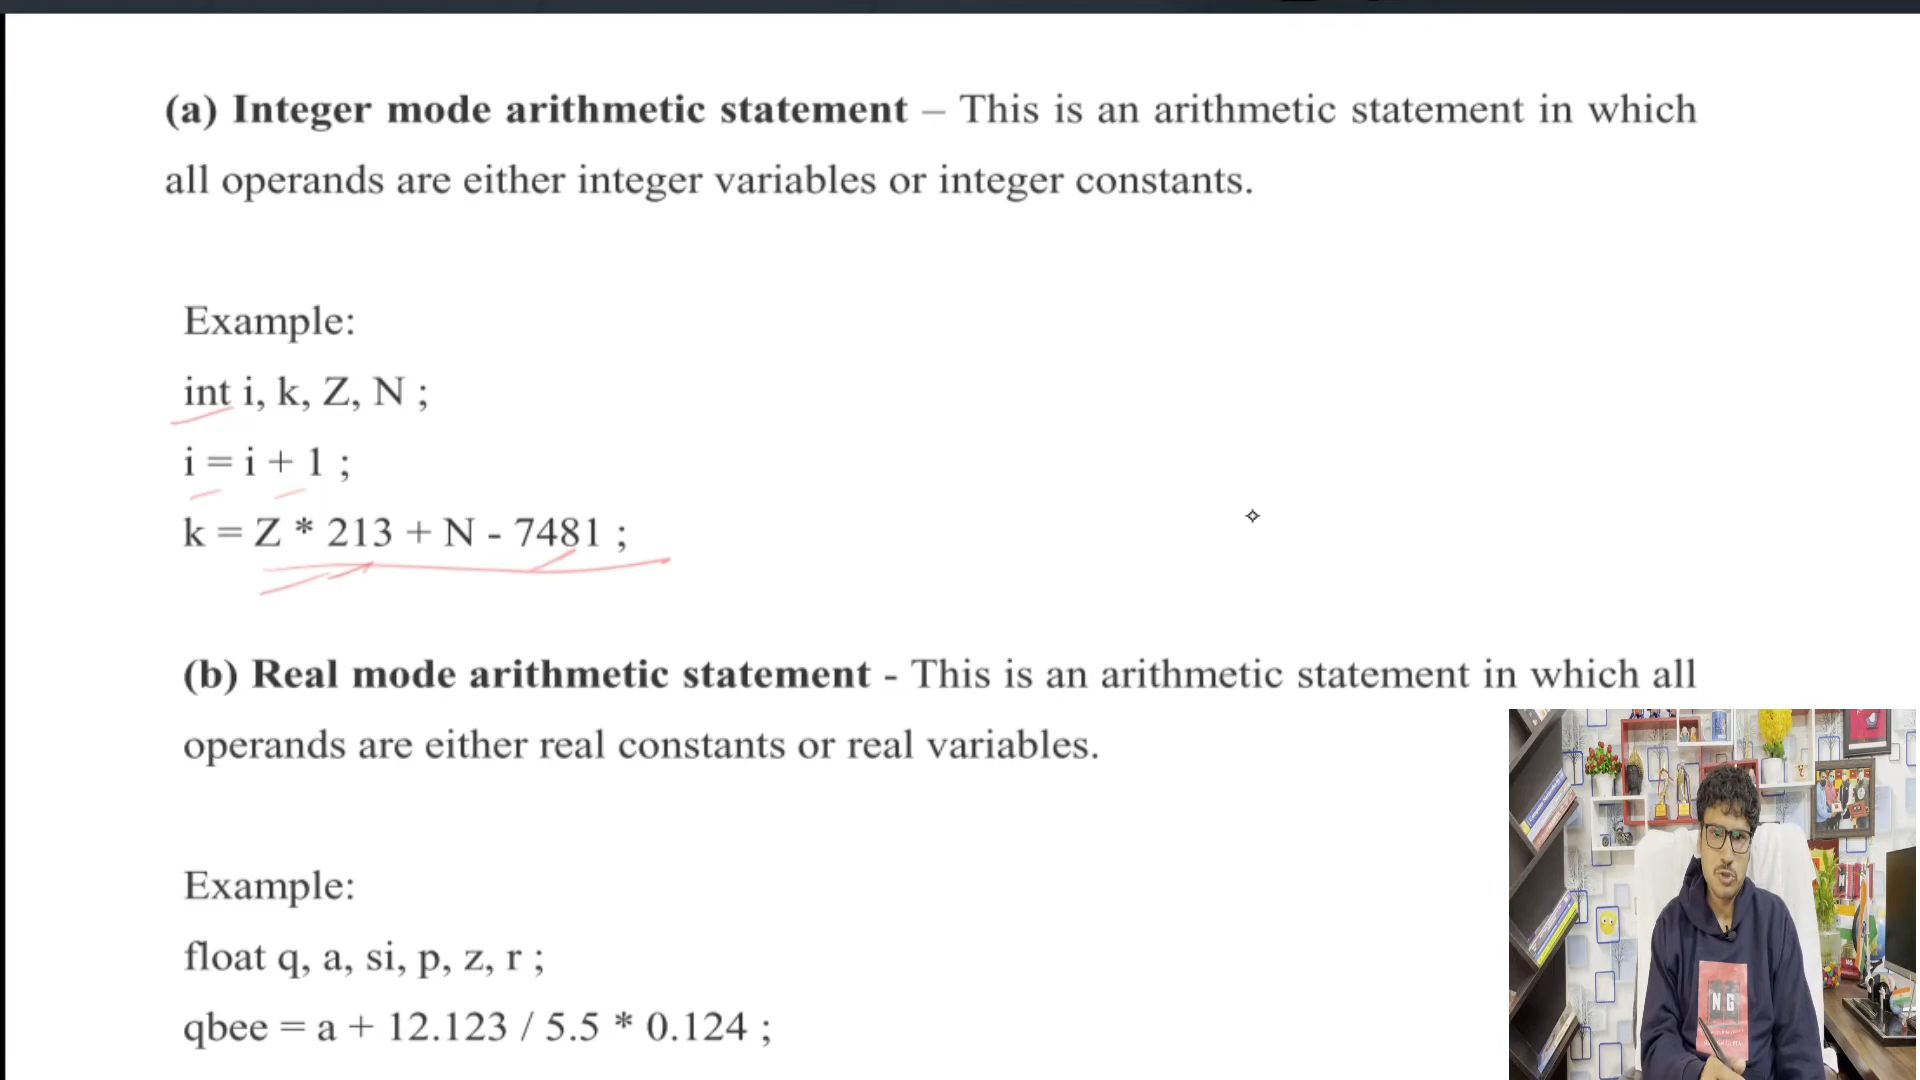 (a) Integer mode arithmetic statement – This is an arithmetic statement in which
all operands are either integer variables or integer constants.
Example:
int i, k, Z, N ;
i = i + 1 ;
k = Z * 213 + N - 7481 ;
(b) Real mode arithmetic statement - This is an arithmetic statement in which all
operands are either real constants or real variables.
Example:
float q, a, si, p, z, r ;
qbee = a + 12.123 / 5.5 * 0.124 ;
NG